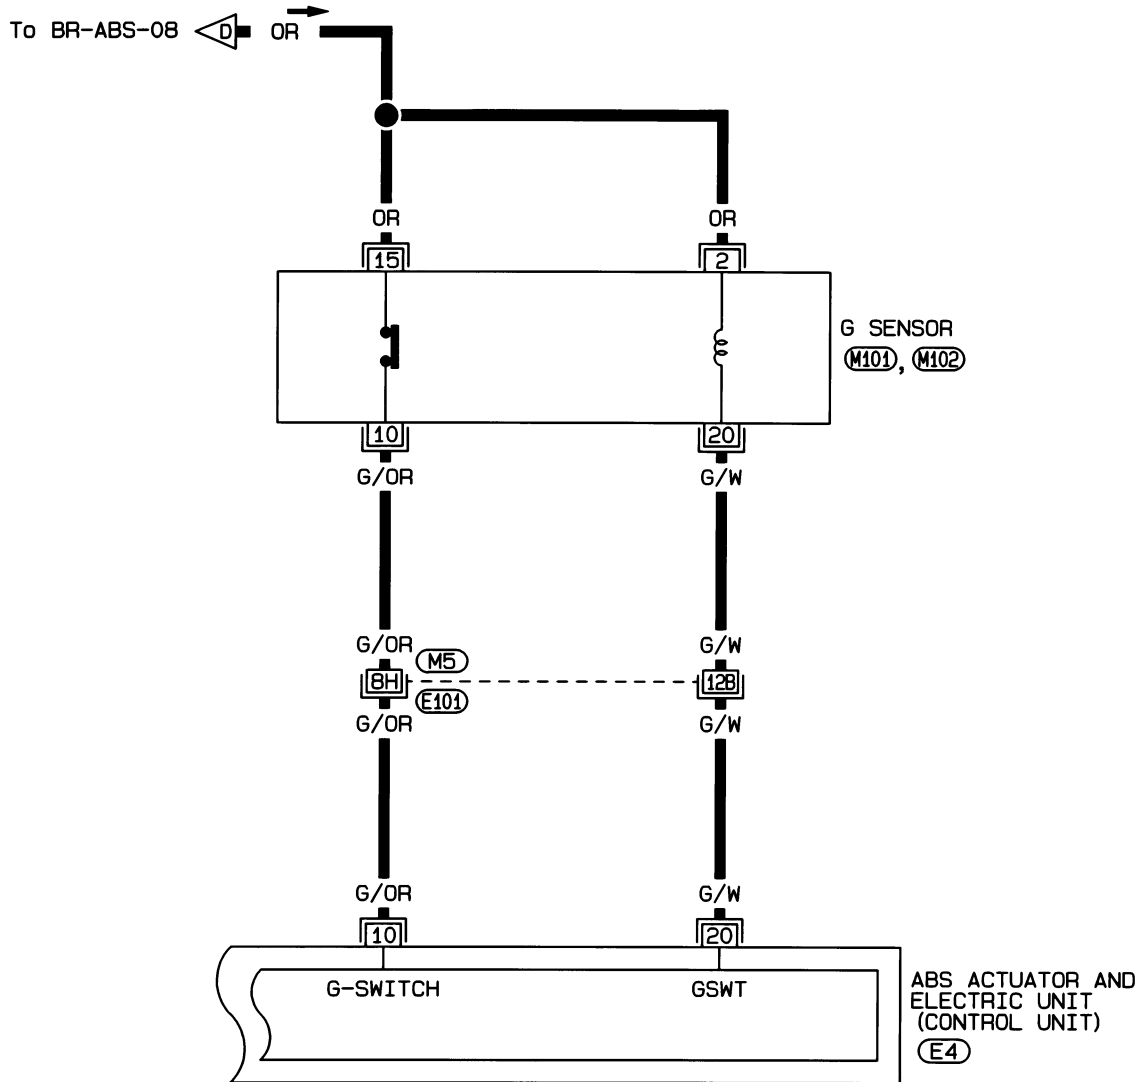 To BR-ABS-08 D OR
OR OR
15 2
G SENSOR
M101, M102
10 20
G/OR G/W
G/OR G/W
M5
8H 12B
E101
G/OR G/W
G/OR G/W
10 20
G-SWITCH GSWT
ABS ACTUATOR AND
ELECTRIC UNIT
(CONTROL UNIT)
E4